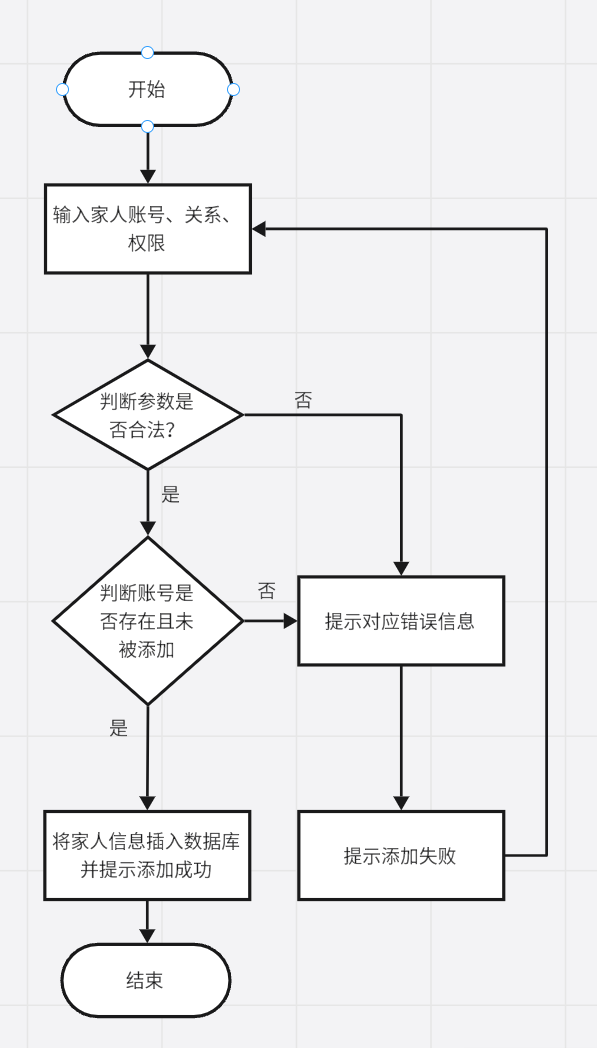 开始
输入家人账号、关系、
权限
判断参数是
否合法？
否
是
判断账号是
否存在且未
被添加
否
提示对应错误信息
是
将家人信息插入数据库
并提示添加成功
提示添加失败
结束